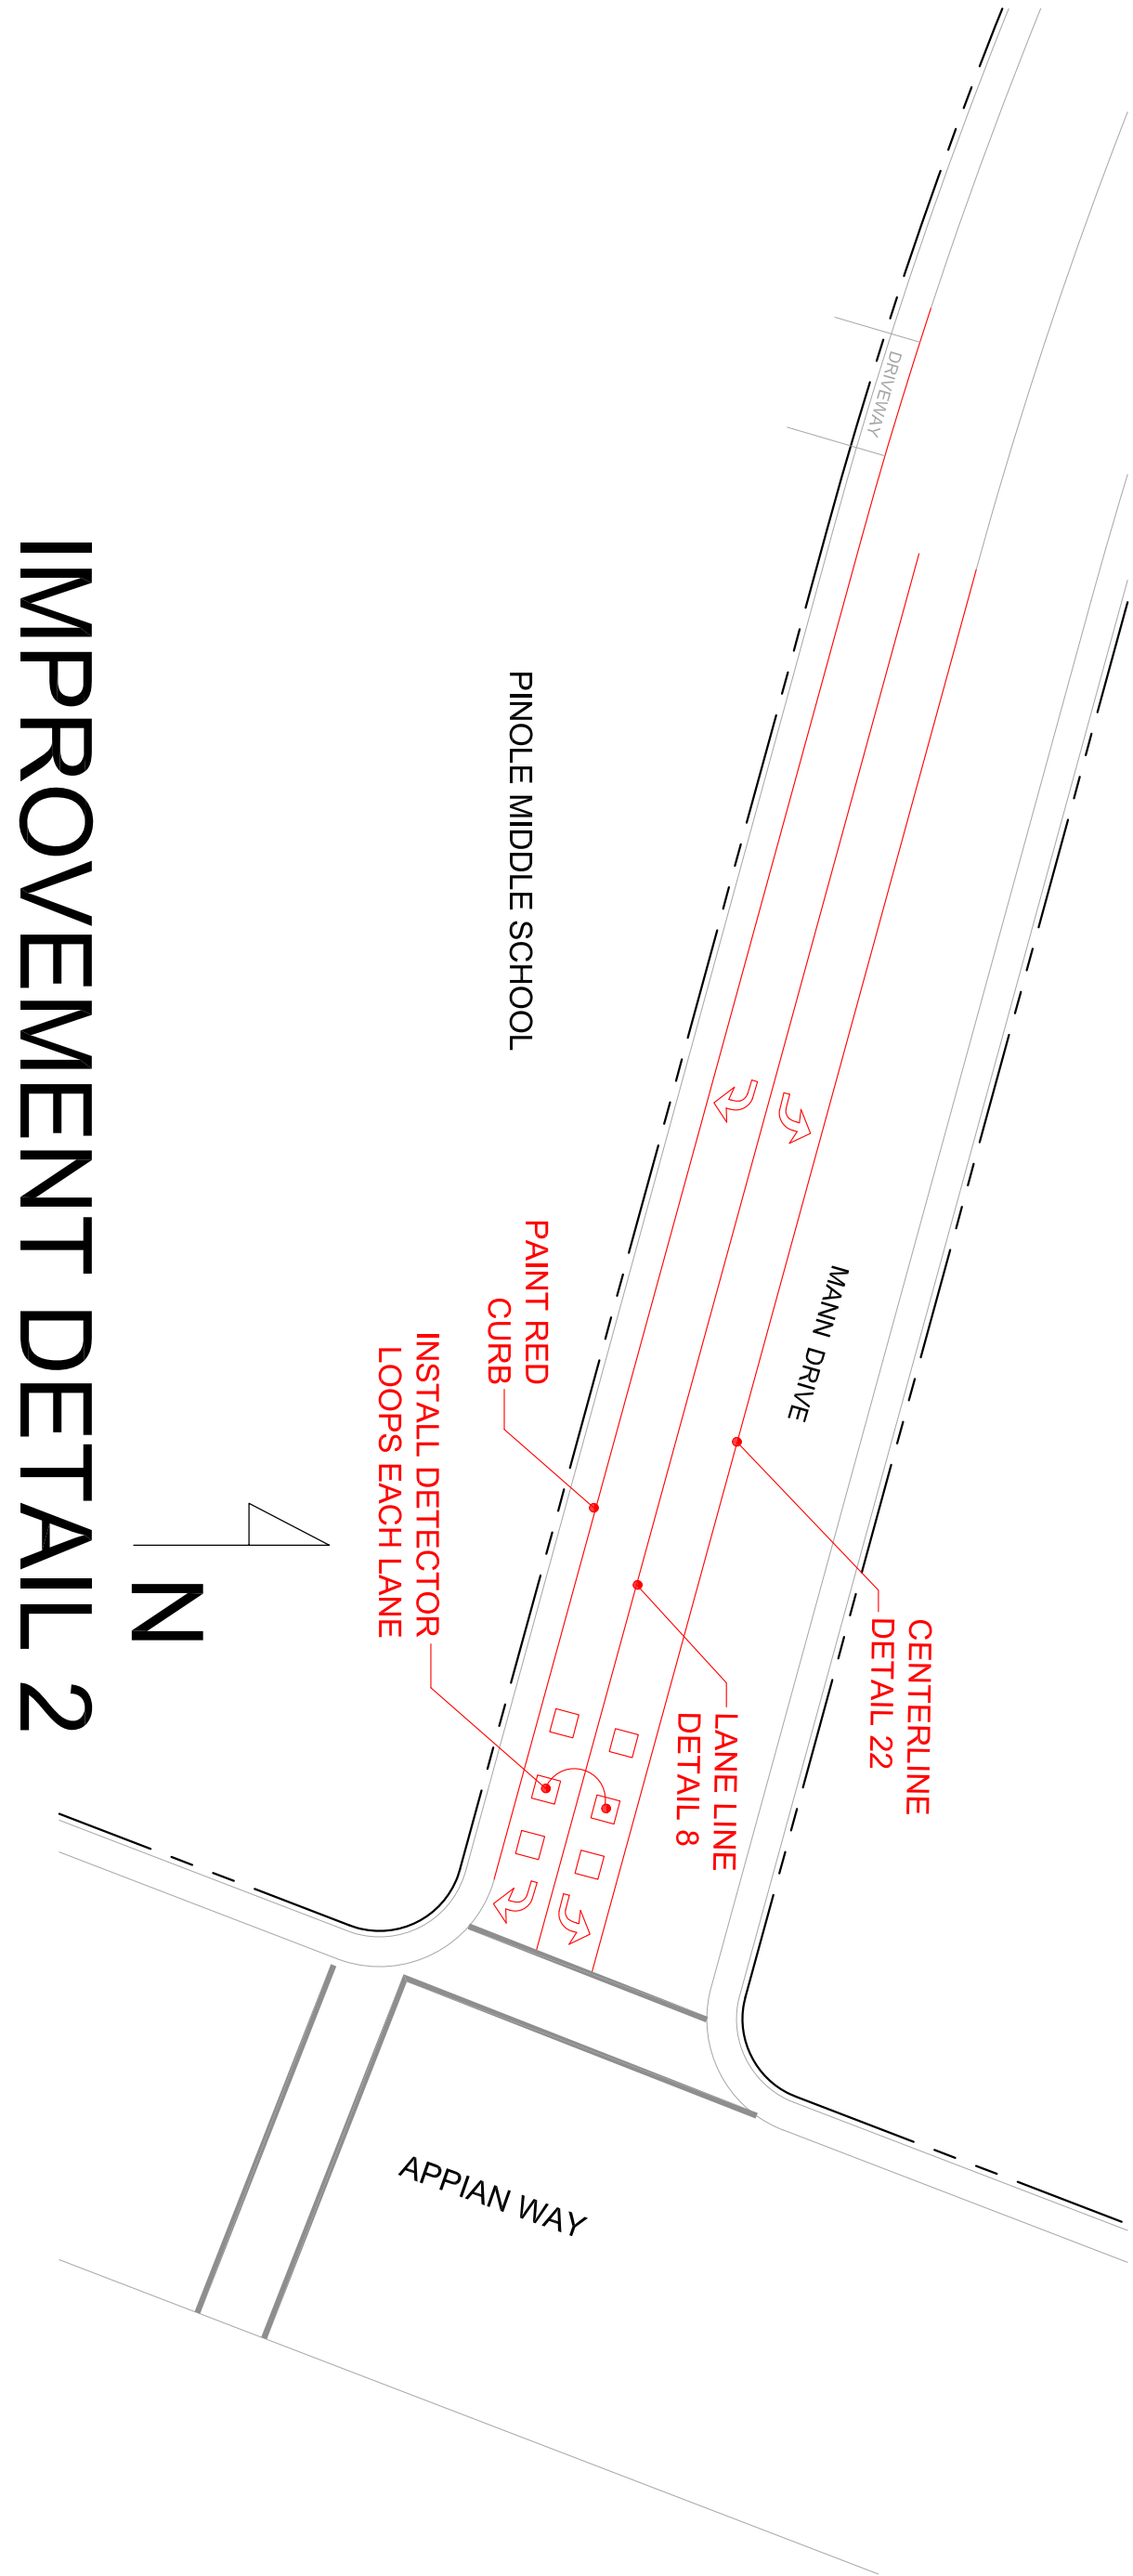 DRIVEWAY
MANN DRIVE
CENTERLINE
DETAIL 22
LANE LINE
DETAIL 8
PINOLE MIDDLE SCHOOL
PAINT RED
CURB
INSTALL DETECTOR
LOOPS EACH LANE
APPIAN WAY
N
IMPROVEMENT DETAIL 2